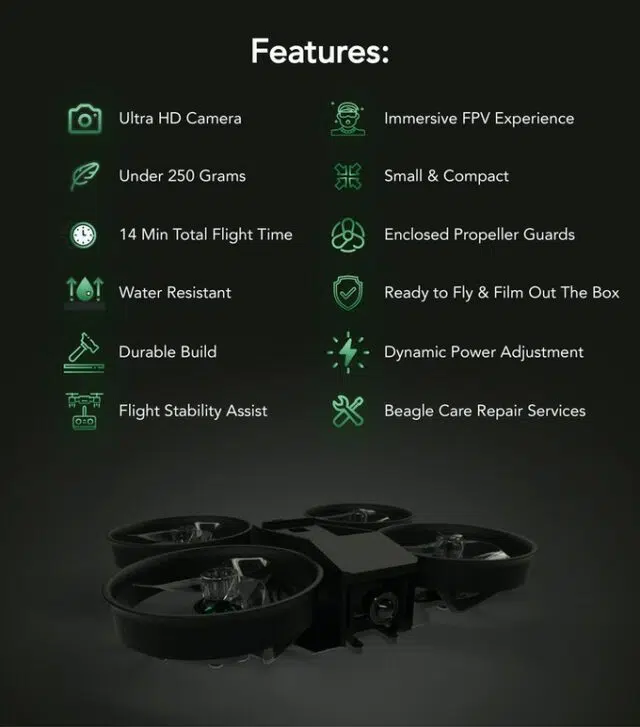 Features:
Ultra HD Camera
Immersive FPV Experience
Under 250 Grams
Small & Compact
14 Min Total Flight Time
Enclosed Propeller Guards
Water Resistant
Ready to Fly & Film Out The Box
Durable Build
Dynamic Power Adjustment
Flight Stability Assist
Beagle Care Repair Services